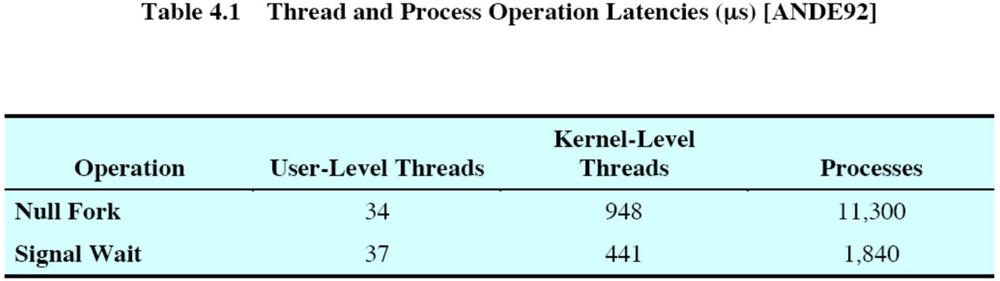 Table 4.1 Thread and Process Operation Latencies (μs) [ANDE92]
Kernel-Level
Operation User-Level Threads Threads Processes
Null Fork 34 948 11,300
Signal Wait 37 441 1,840